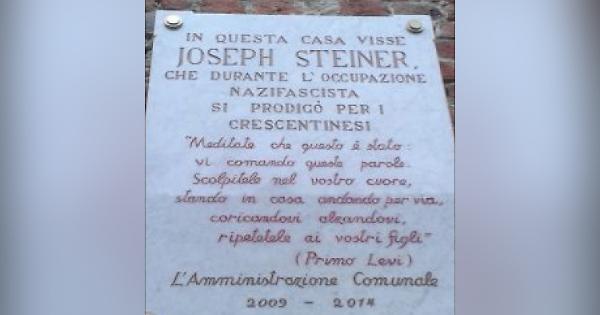 IN QUESTA CASA VISSE
JOSEPH STEINER,
CHE DURANTE L'OCCUPAZIONE
NAZIFASCISTA
SI PRODIGÒ PER I
CRESCENTINESI
"Meditate che questo è stato:
vi comando queste parole.
Scolpitele nel vostro cuore,
stando in casa andando per via,
coricandovi alzandovi,
ripetetele ai vostri figli"
(Primo Levi)
L'Amministrazione Comunale
2009 - 2014